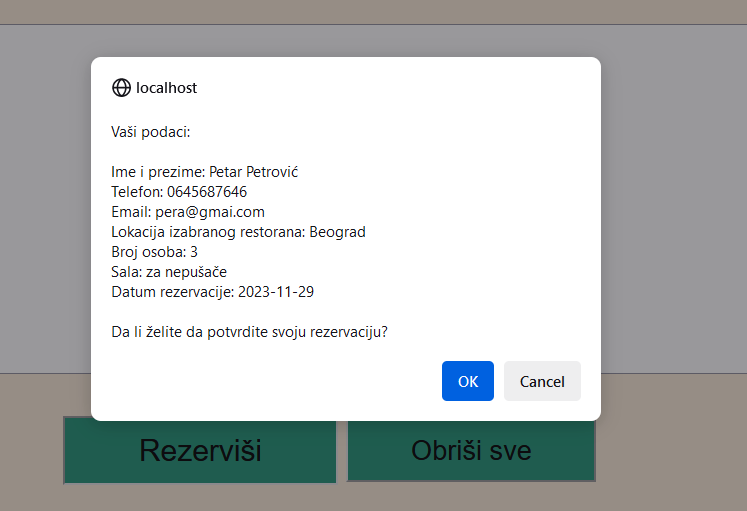 localhost
Vaši podaci:
Ime i prezime: Petar Petrović
Telefon: 0645687646
Email: pera@gmai.com
Lokacija izabranog restorana: Beograd
Broj osoba: 3
Sala: za nepušače
Datum rezervacije: 2023-11-29
Da li želite da potvrdite svoju rezervaciju?
OK
Cancel
Rezerviši
Obriši sve